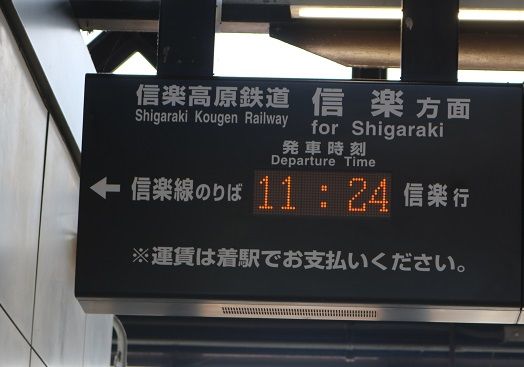 信楽高原鉄道 信楽方面
Shigaraki Kougen Railway for Shigaraki
発車時刻
Departure Time
← 信楽線のりば 11:24 信楽行
※運賃は着駅でお支払いください。